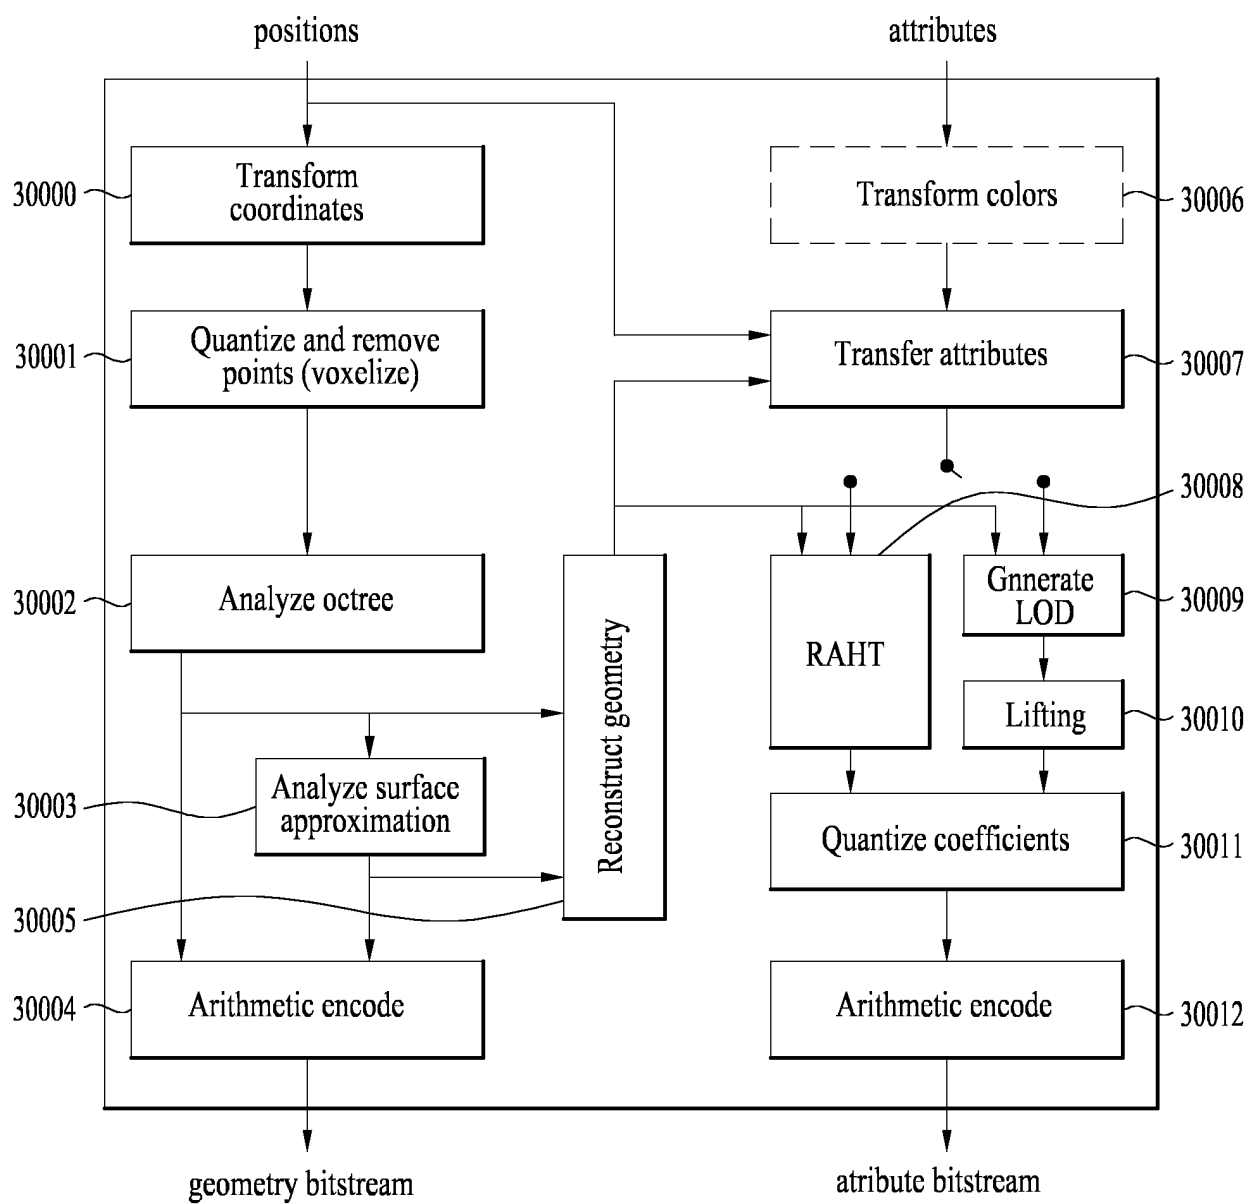 positions
attributes
30000
Transform
coordinates
Transform colors
30006
30001
Quantize and remove
points (voxelize)
Transfer attributes
30007
30008
30002
Analyze octree
Reconstruct geometry
RAHT
Gnnerate
LOD
30009
Lifting
30010
30003
Analyze surface
approximation
Quantize coefficients
30011
30005
30004
Arithmetic encode
Arithmetic encode
30012
geometry bitstream
atribute bitstream